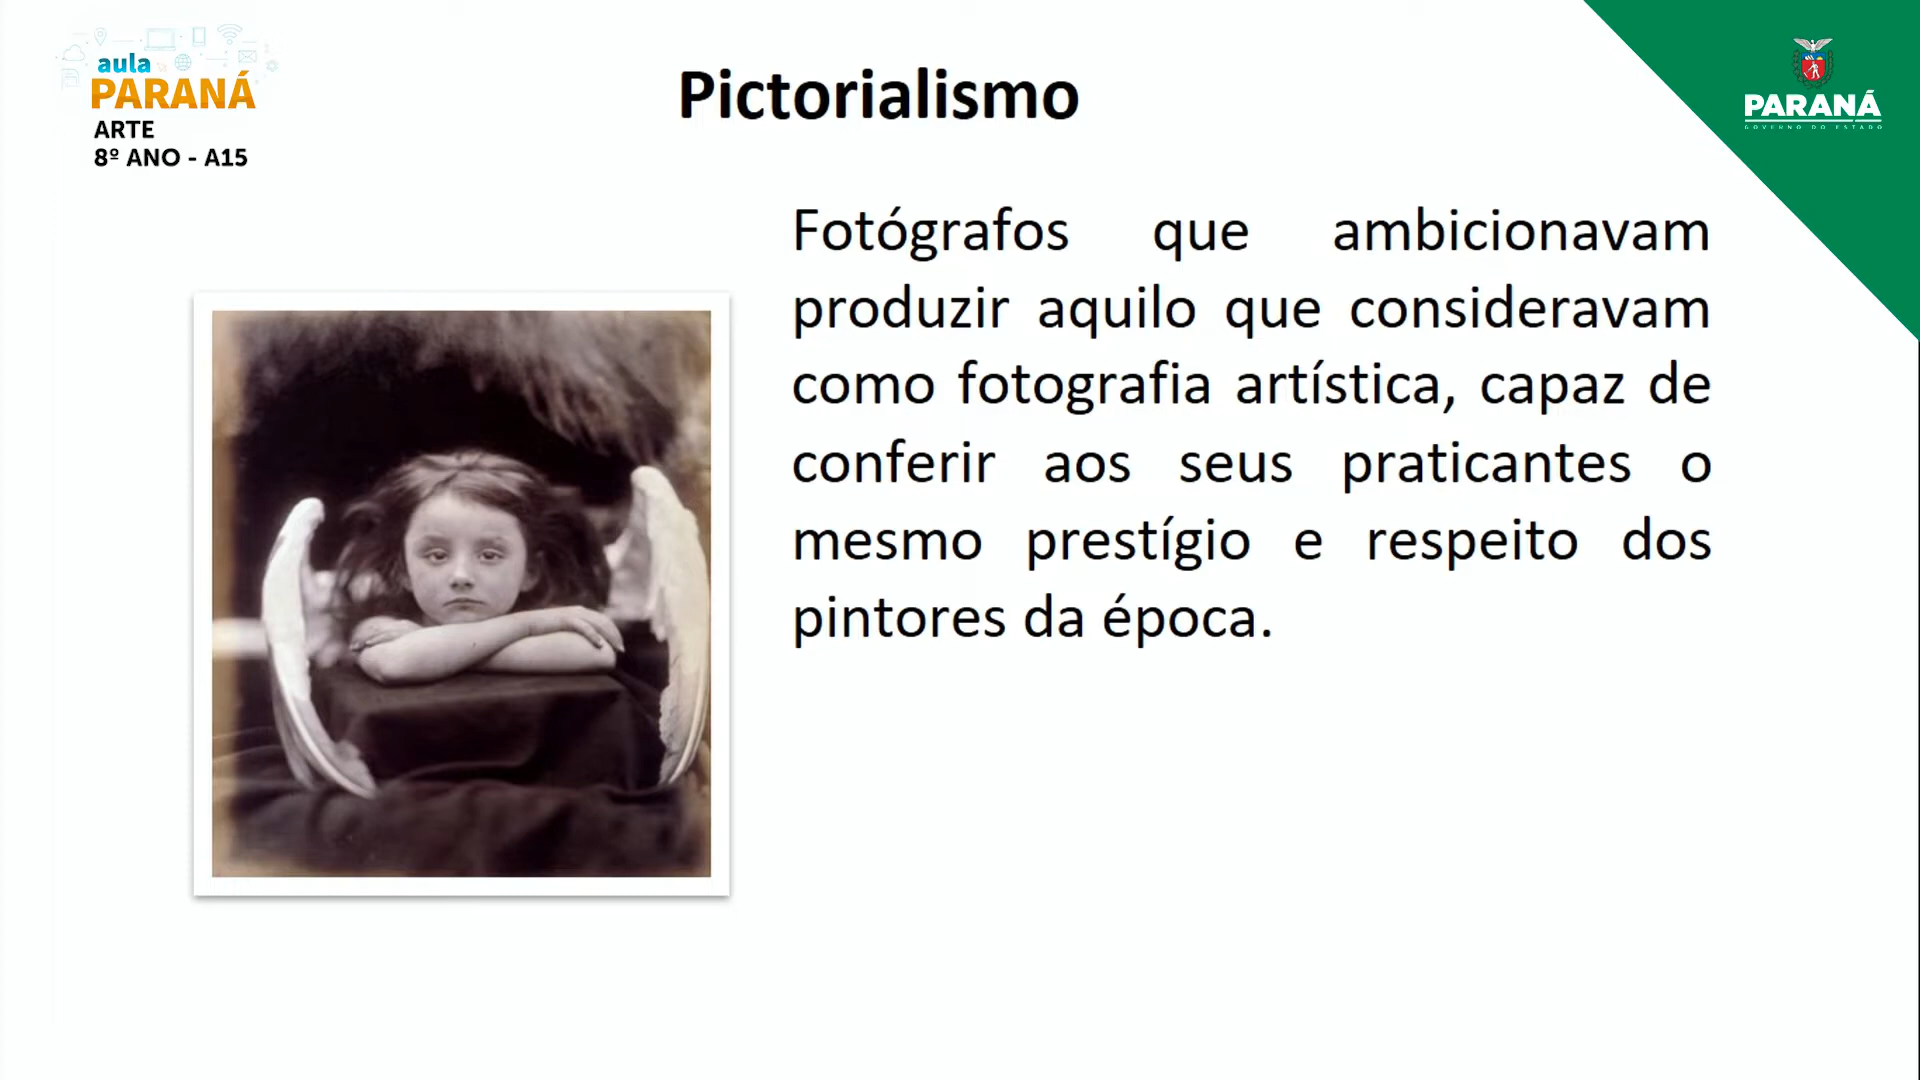 aula
PARANÁ
ARTE
8º ANO - A15
Pictorialismo
PARANÁ
GOVERNO DO ESTADO
Fotógrafos que ambicionavam
produzir aquilo que consideravam
como fotografia artística, capaz de
conferir aos seus praticantes o
mesmo prestígio e respeito dos
pintores da época.